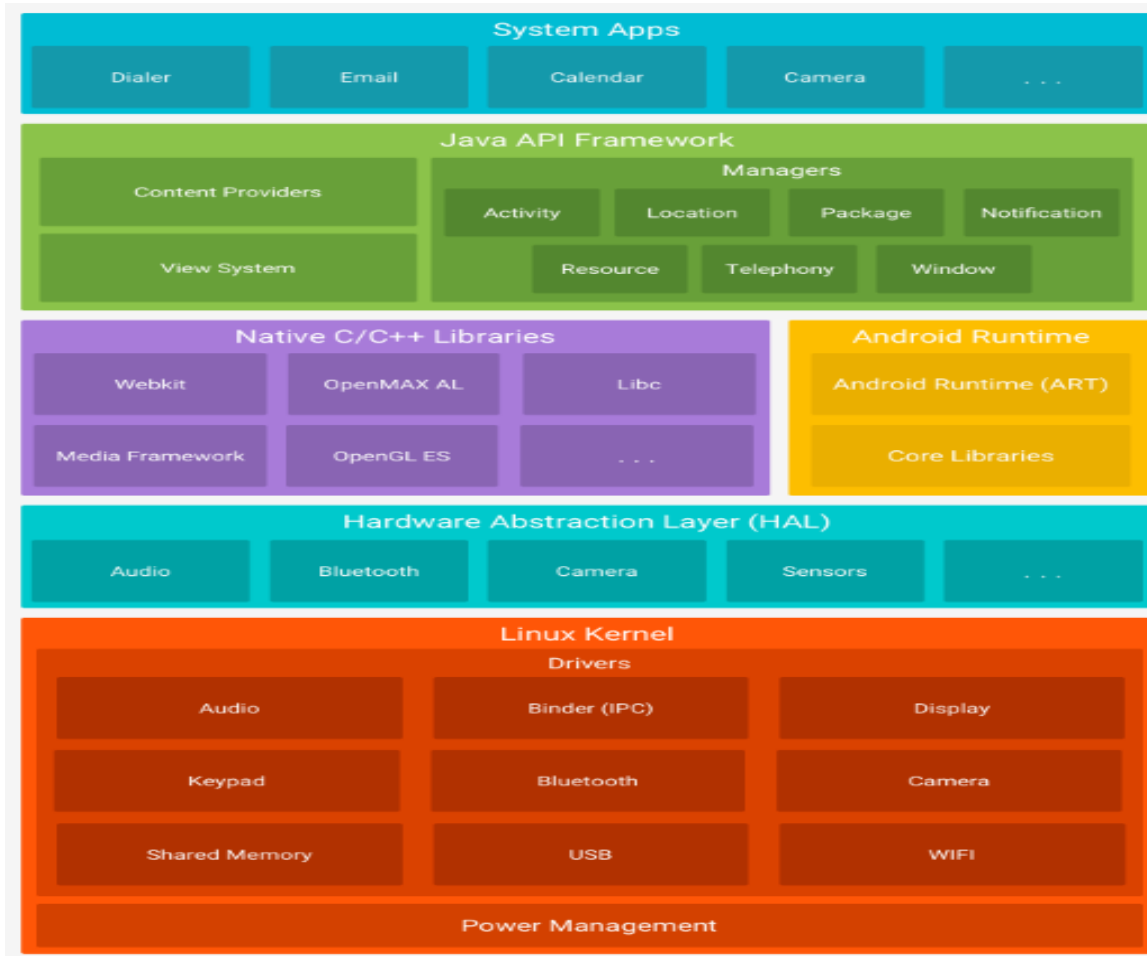 System Apps
Dialer Email Calendar Camera . . .
Java API Framework
Content Providers
View System
Managers
Activity Location Package Notification
Resource Telephony Window
Native C/C++ Libraries
Webkit OpenMAX AL Libc
Media Framework OpenGL ES . . .
Android Runtime
Android Runtime (ART)
Core Libraries
Hardware Abstraction Layer (HAL)
Audio Bluetooth Camera Sensors . . .
Linux Kernel
Drivers
Audio Binder (IPC) Display
Keypad Bluetooth Camera
Shared Memory USB WIFI
Power Management